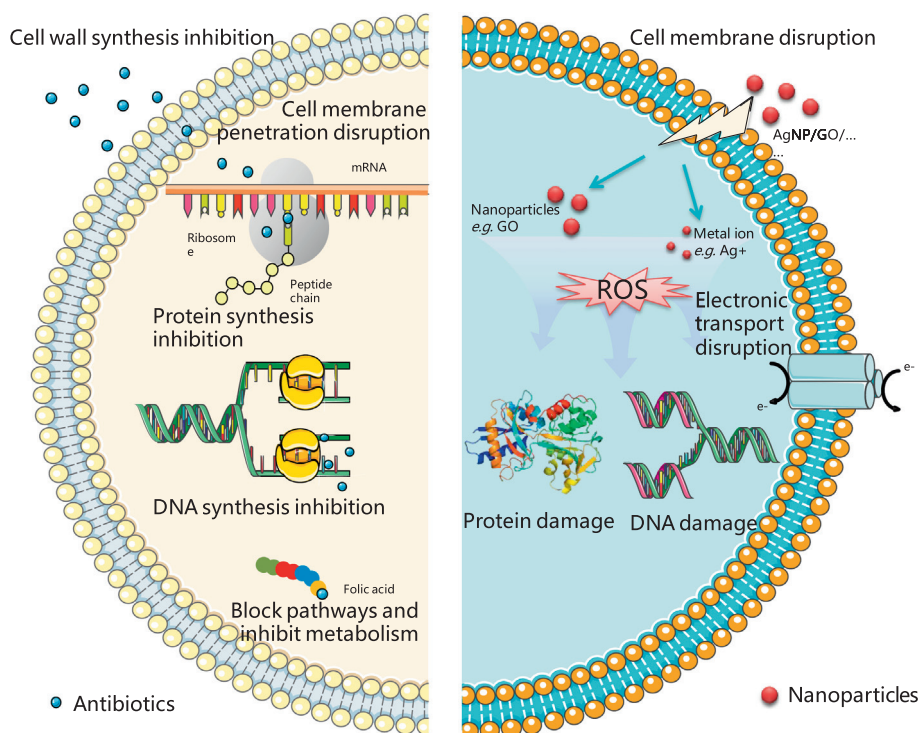 Cell wall synthesis inhibition
Cell membrane
penetration disruption
mRNA
Ribosom
e
Peptide
chain
Protein synthesis
inhibition
DNA synthesis inhibition
Folic acid
Block pathways and
inhibit metabolism
Antibiotics
Cell membrane disruption
AgNP/GO/...
...
Nanoparticles
e.g. GO
Metal ion
e.g. Ag+
ROS
Electronic
transport
disruption
e-
e-
Protein damage
DNA damage
Nanoparticles